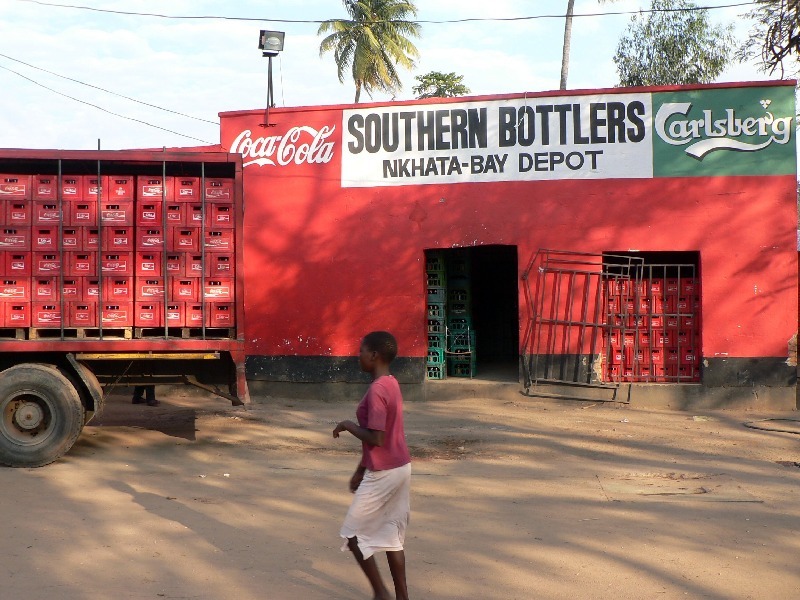 Coca-Cola
SOUTHERN BOTTLERS
NKHATA-BAY DEPOT
Carlsberg